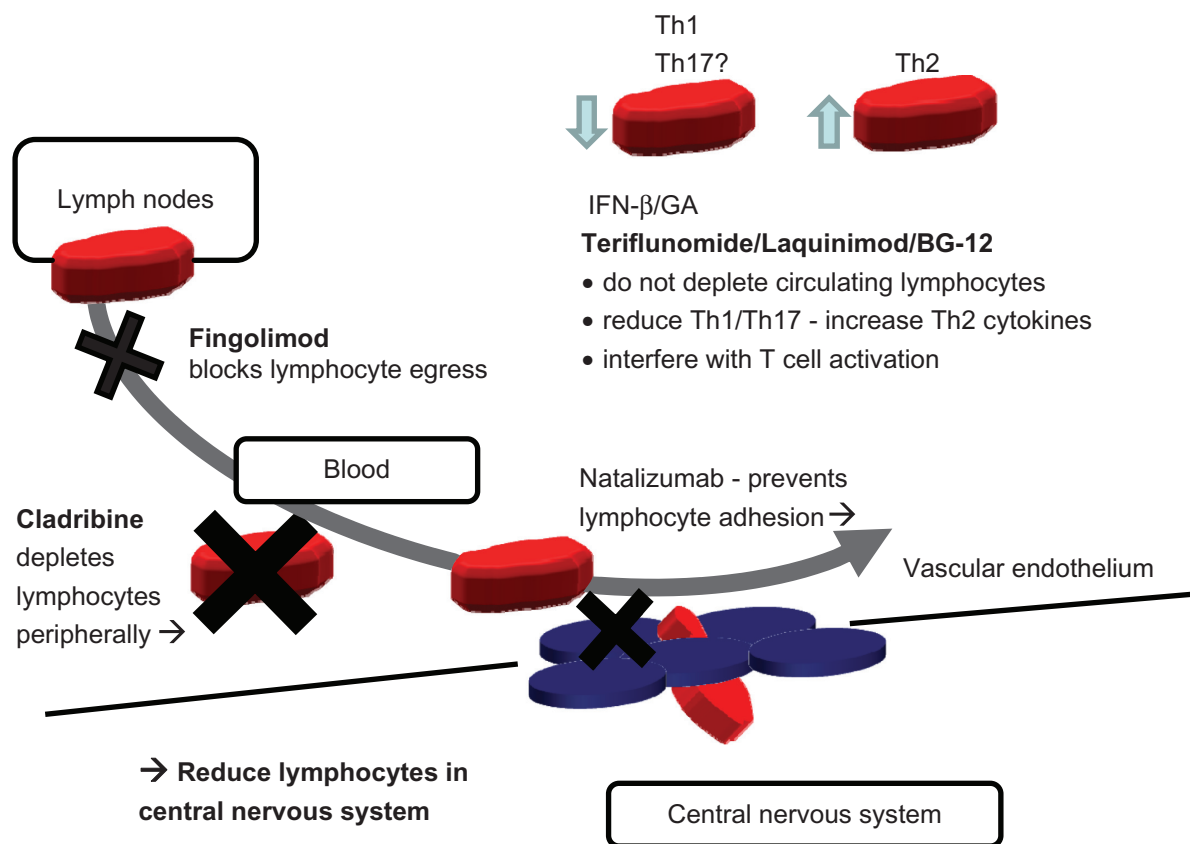 Th1
Th17?
Th2
Lymph nodes
IFN-β/GA
Teriflunomide/Laquinimod/BG-12
• do not deplete circulating lymphocytes
• reduce Th1/Th17 - increase Th2 cytokines
• interfere with T cell activation
Fingolimod
blocks lymphocyte egress
Blood
Natalizumab - prevents
lymphocyte adhesion →
Cladribine
depletes
lymphocytes
peripherally →
Vascular endothelium
→ Reduce lymphocytes in
central nervous system
Central nervous system